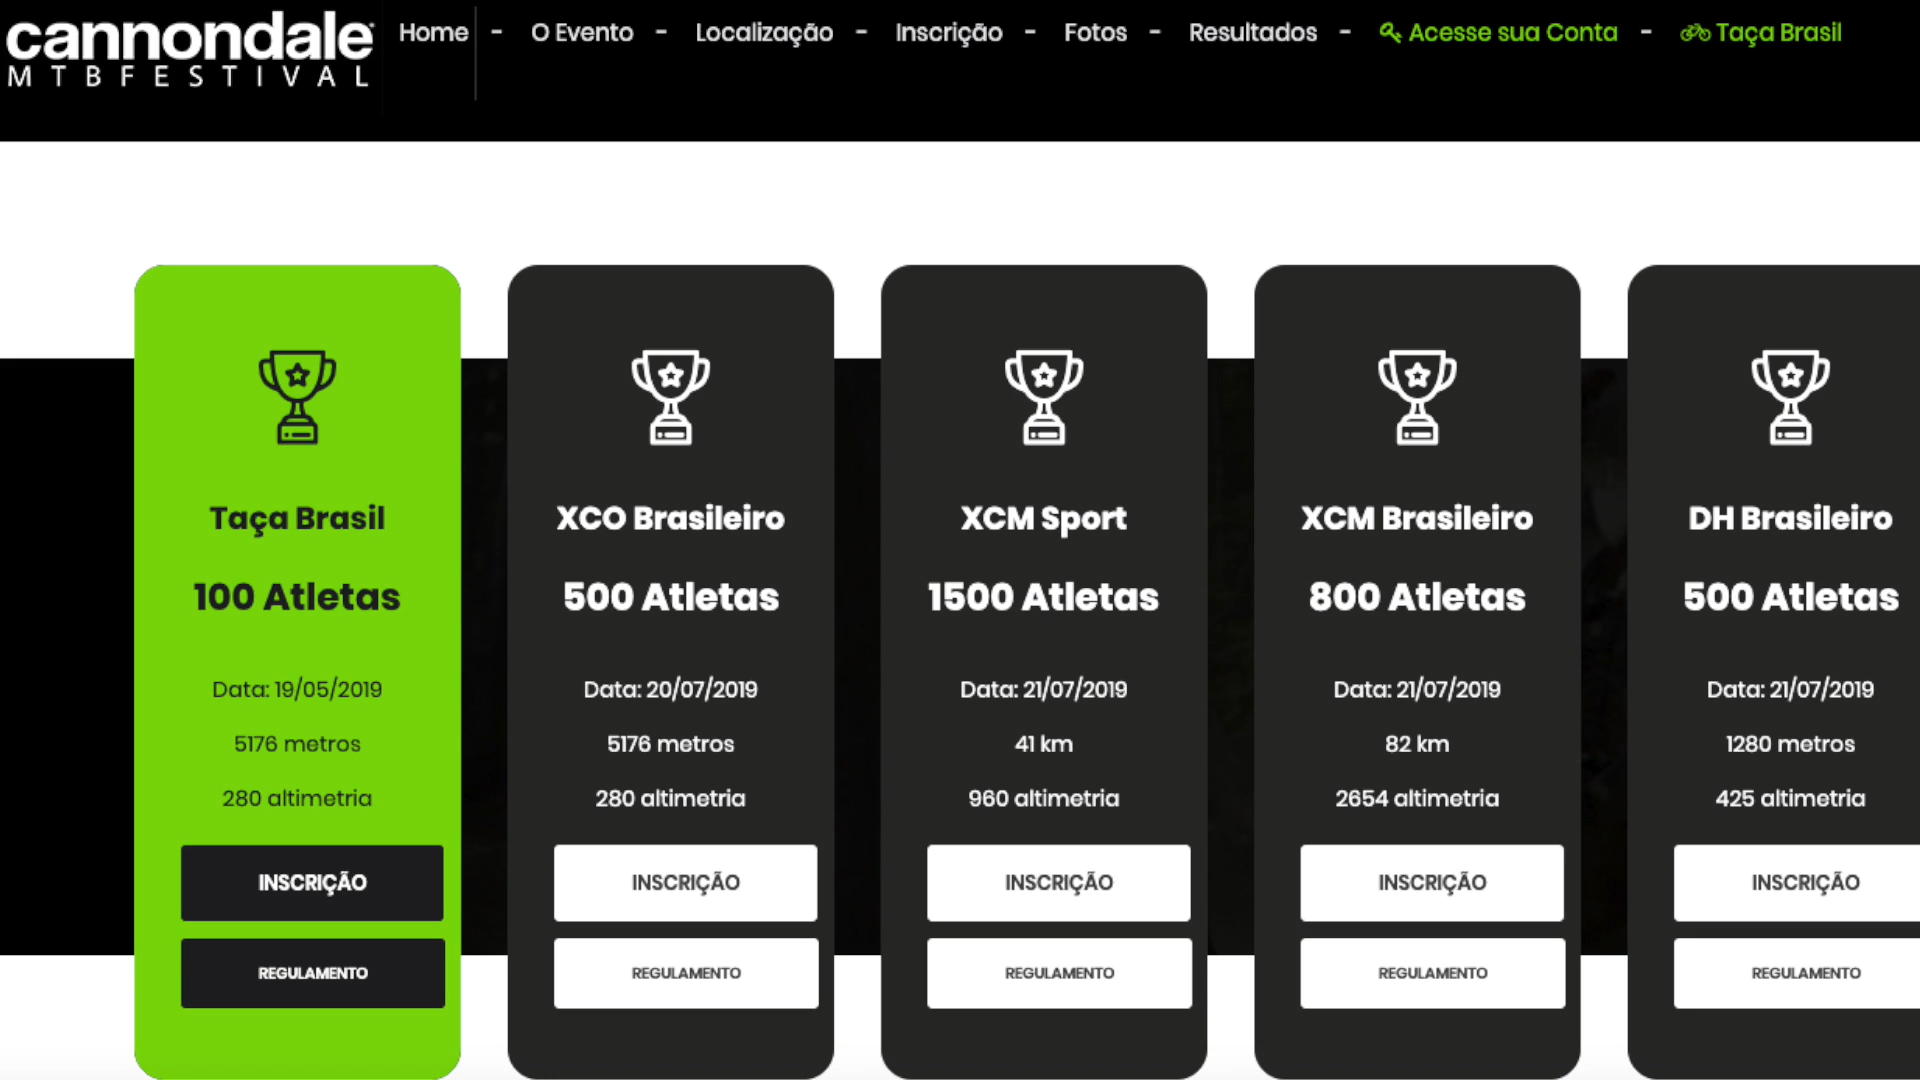 cannondale
MTBFESTIVAL
Home - O Evento - Localização - Inscrição - Fotos - Resultados - Acesse sua Conta - Taça Brasil
Taça Brasil
100 Atletas
Data: 19/05/2019
5176 metros
280 altimetria
INSCRIÇÃO
REGULAMENTO
XCO Brasileiro
500 Atletas
Data: 20/07/2019
5176 metros
280 altimetria
INSCRIÇÃO
REGULAMENTO
XCM Sport
1500 Atletas
Data: 21/07/2019
41 km
960 altimetria
INSCRIÇÃO
REGULAMENTO
XCM Brasileiro
800 Atletas
Data: 21/07/2019
82 km
2654 altimetria
INSCRIÇÃO
REGULAMENTO
DH Brasileiro
500 Atletas
Data: 21/07/2019
1280 metros
425 altimetria
INSCRIÇÃO
REGULAMENTO